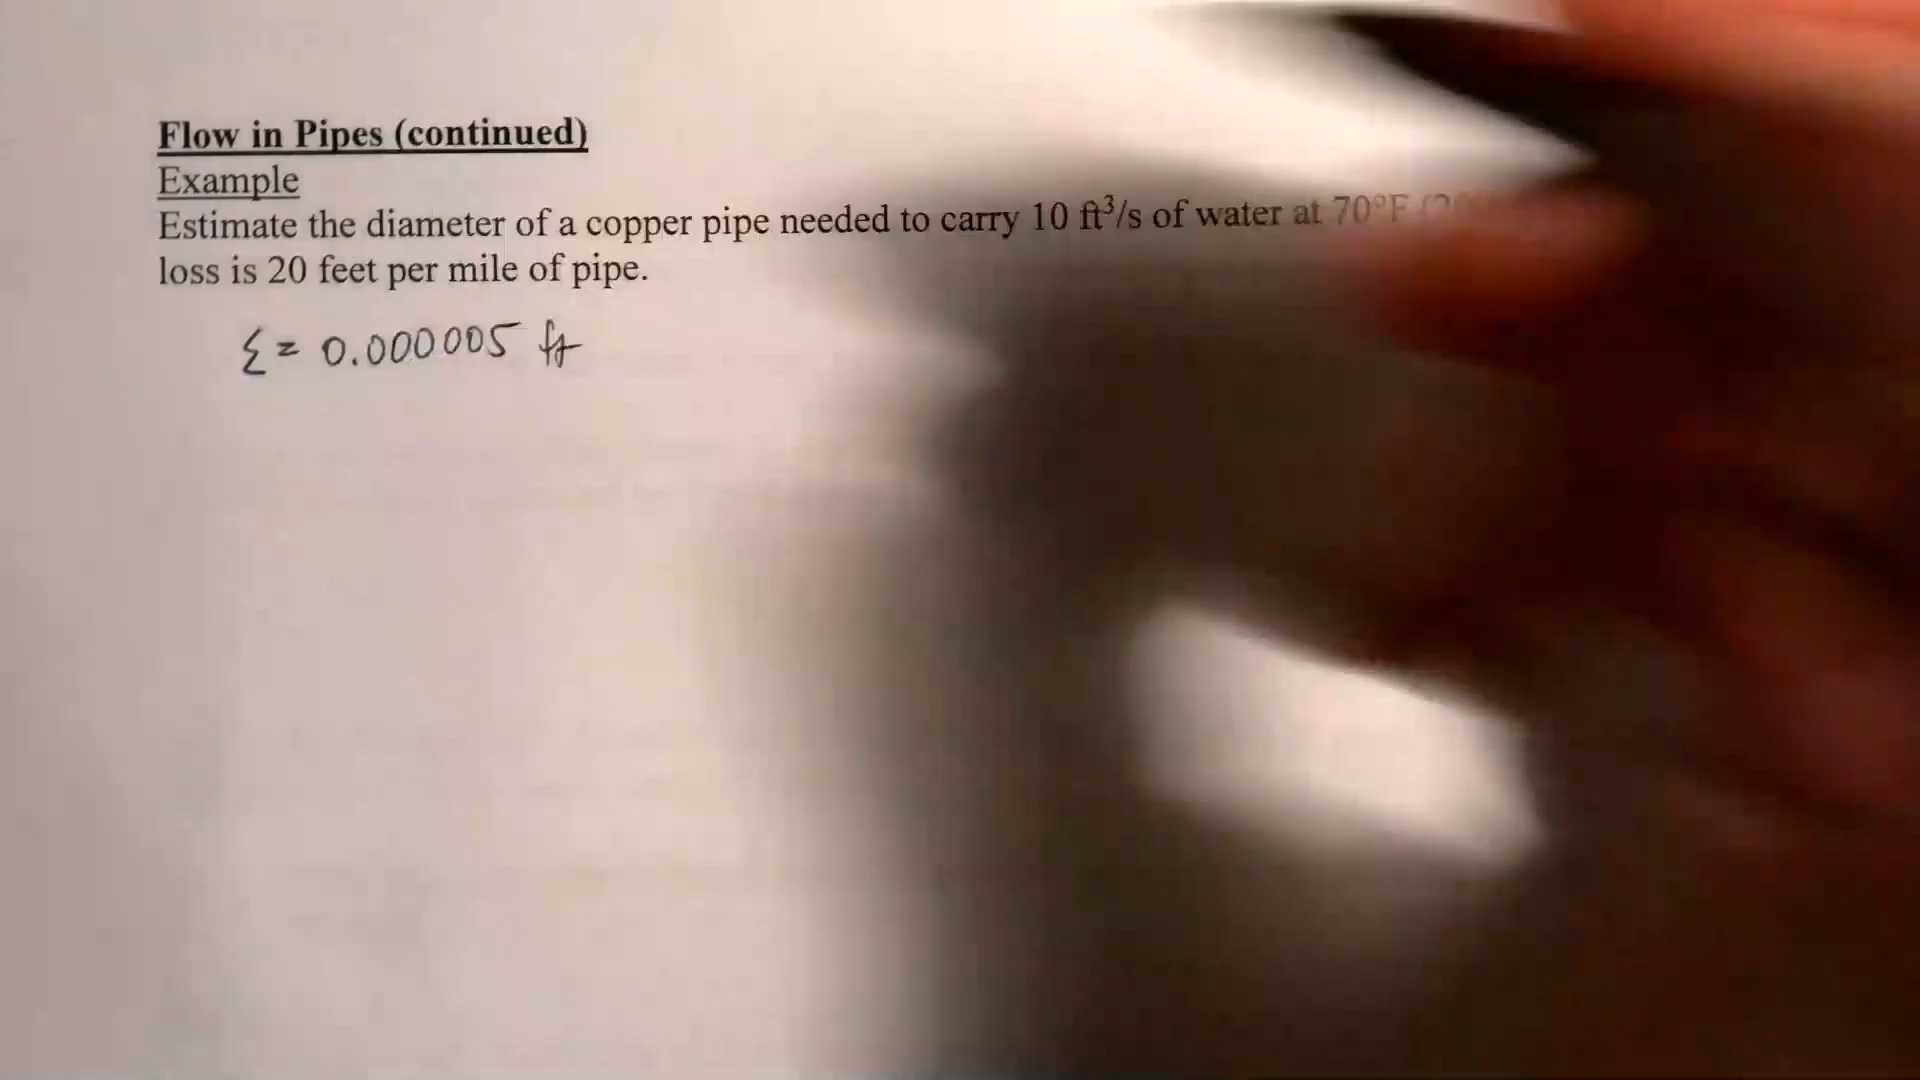 Flow in Pipes (continued)
Example
Estimate the diameter of a copper pipe needed to carry 10 ft³/s of water at 70°F
loss is 20 feet per mile of pipe.
ε = 0.000005 ft